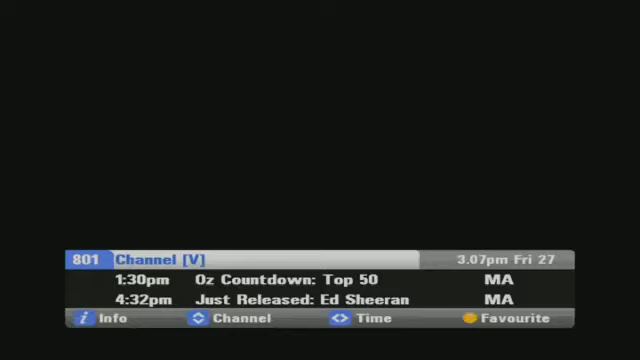 801 Channel [V] 3.07pm Fri 27
1:30pm Oz Countdown: Top 50 MA
4:32pm Just Released: Ed Sheeran MA
i Info Channel Time Favourite